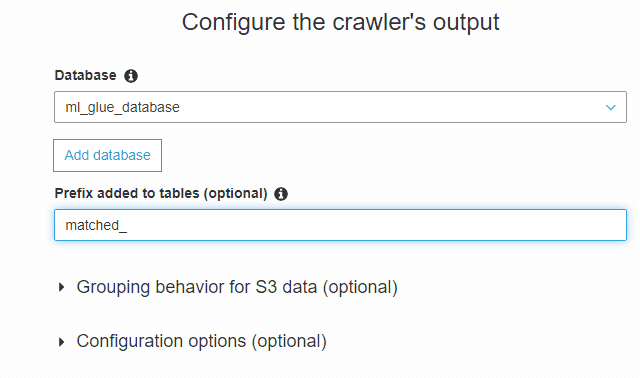 Configure the crawler's output
Database
ml_glue_database
Add database
Prefix added to tables (optional)
matched_
Grouping behavior for S3 data (optional)
Configuration options (optional)